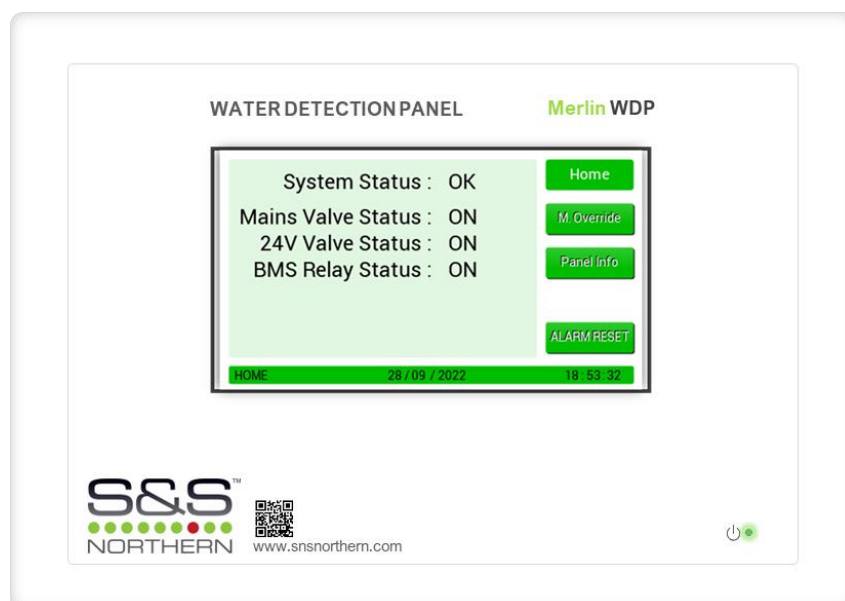 WATER DETECTION PANEL
Merlin WDP
System Status : OK
Mains Valve Status : ON
24V Valve Status : ON
BMS Relay Status : ON
Home
M. Override
Panel Info
ALARM RESET
HOME 28 / 09 / 2022 18 : 53 : 32
S&S™
NORTHERN
www.snsnorthern.com